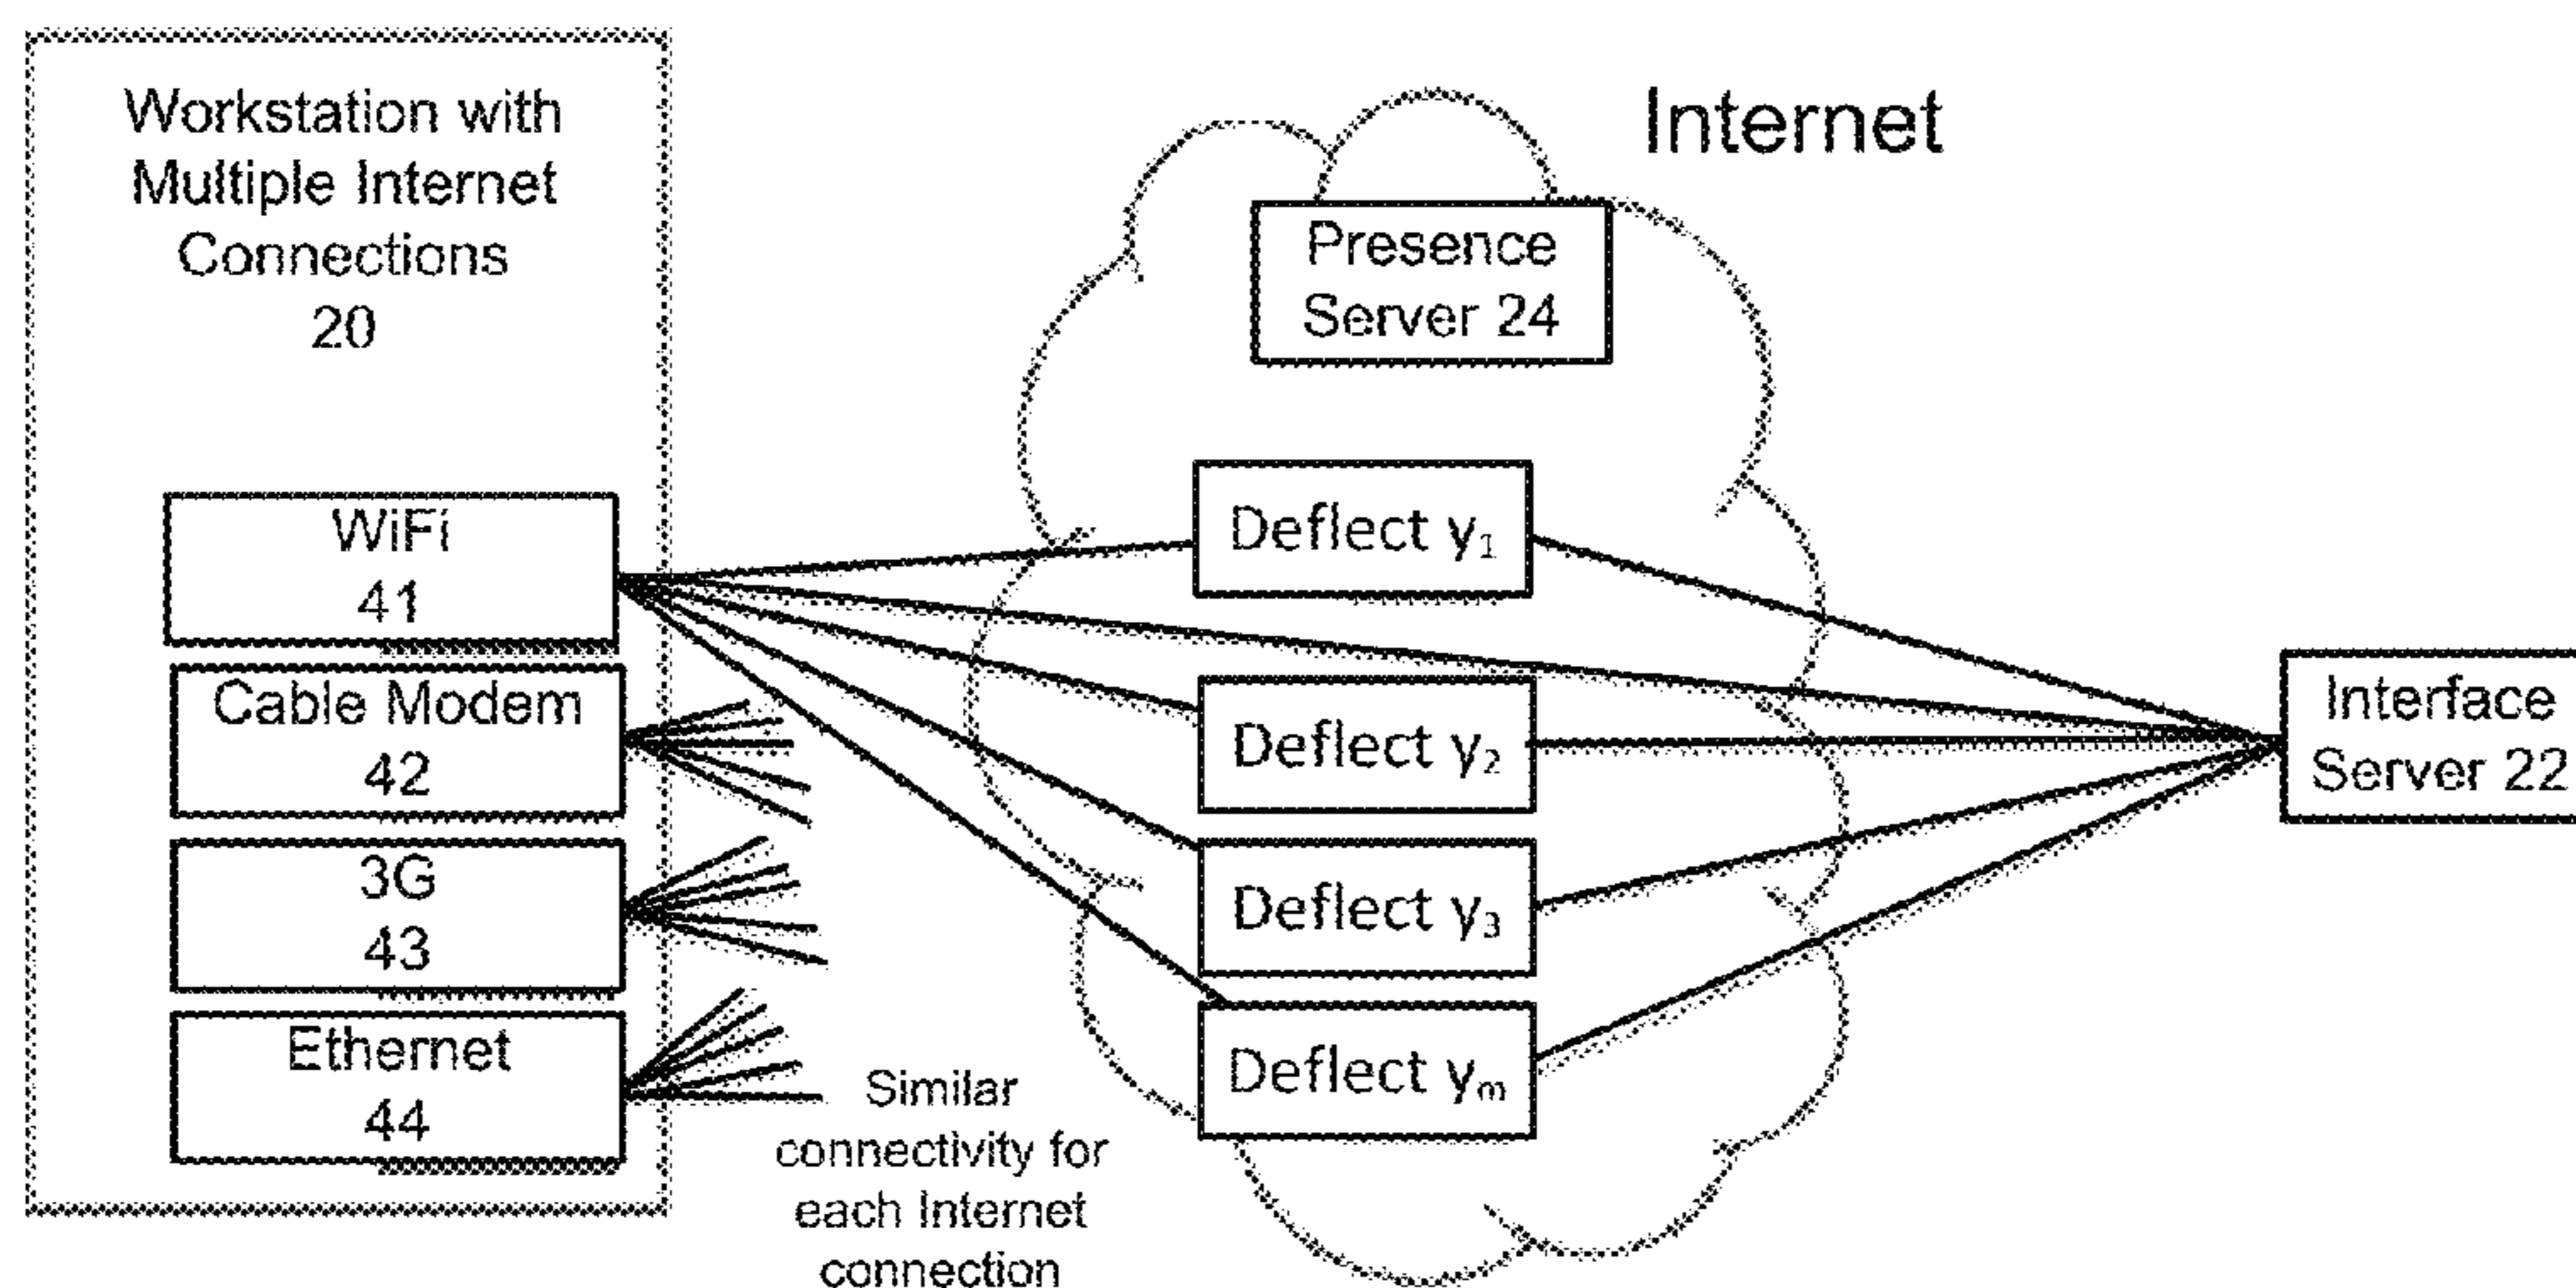 Workstation with
Multiple Internet
Connections
20
WiFi
41
Cable Modem
42
3G
43
Ethernet
44
Similar
connectivity for
each Internet
connection
Internet
Presence
Server 24
Deflect y₁
Deflect y₂
Deflect y₃
Deflect yₘ
Interface
Server 22